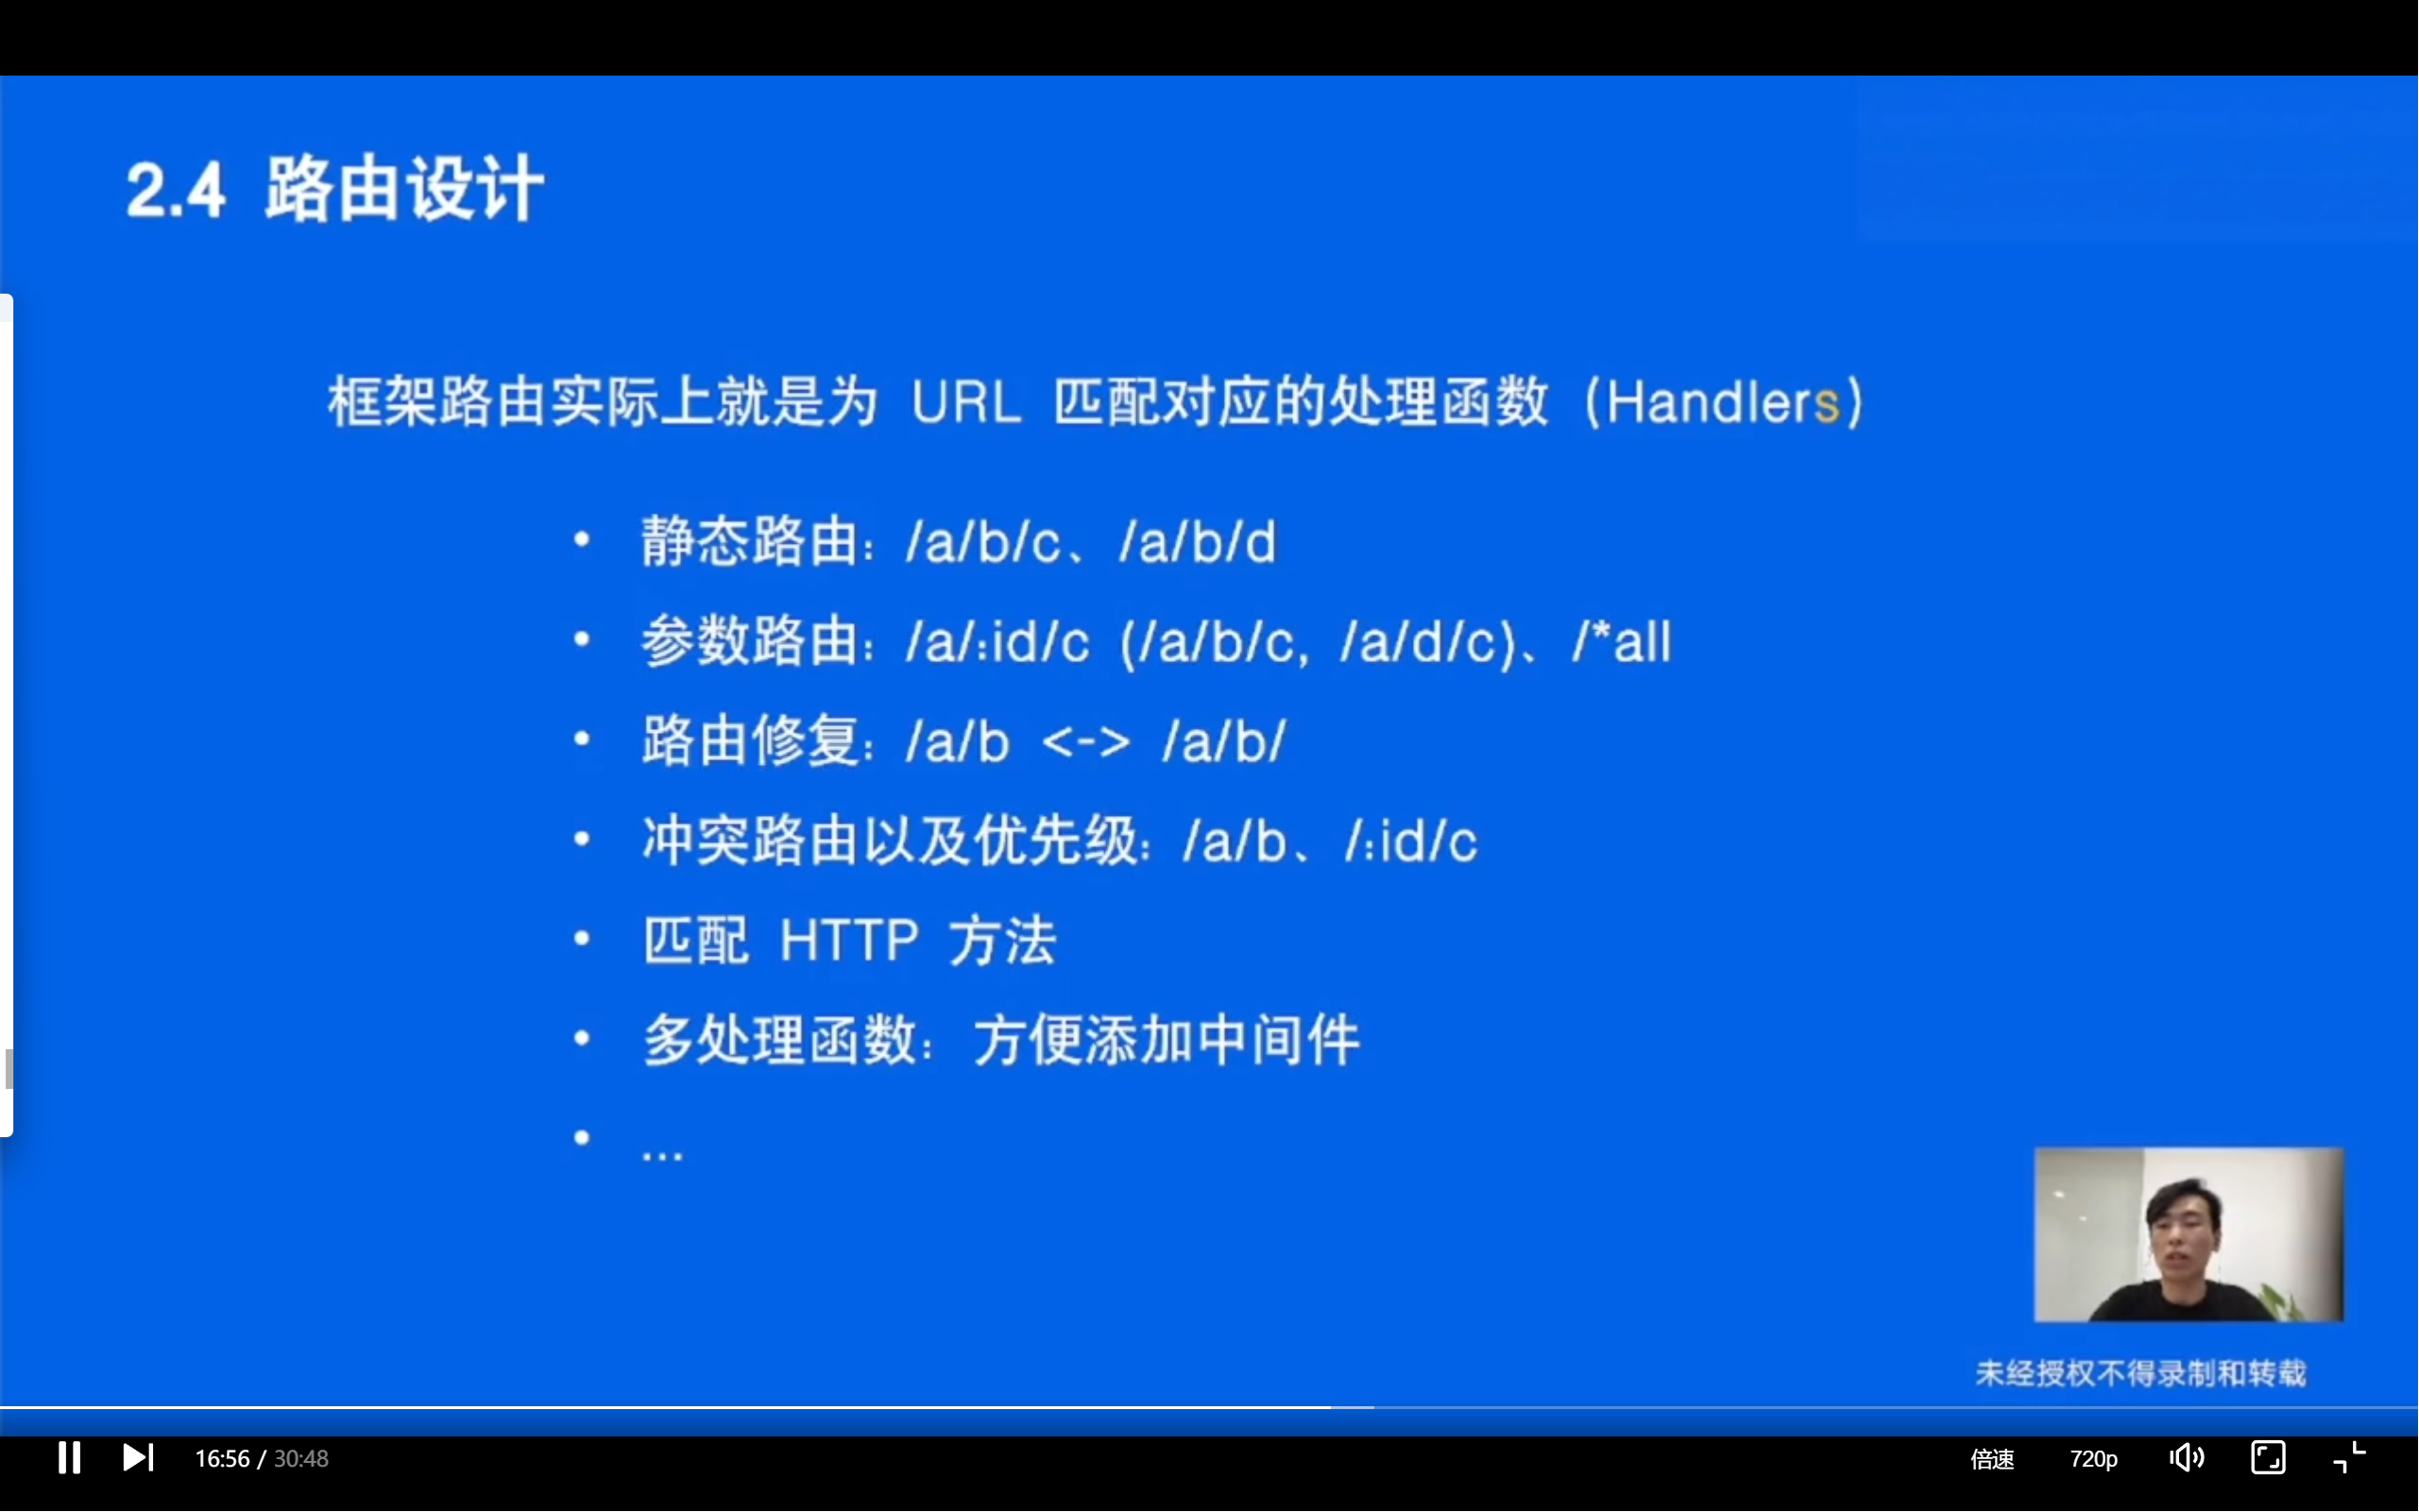 2.4 路由设计
框架路由实际上就是为 URL 匹配对应的处理函数 (Handlers)
• 静态路由: /a/b/c、/a/b/d
• 参数路由: /a/:id/c (/a/b/c, /a/d/c)、/*all
• 路由修复: /a/b <-> /a/b/
• 冲突路由以及优先级: /a/b、/:id/c
• 匹配 HTTP 方法
• 多处理函数: 方便添加中间件
• ...
未经授权不得录制和转载
16:56 / 30:48 倍速 720p